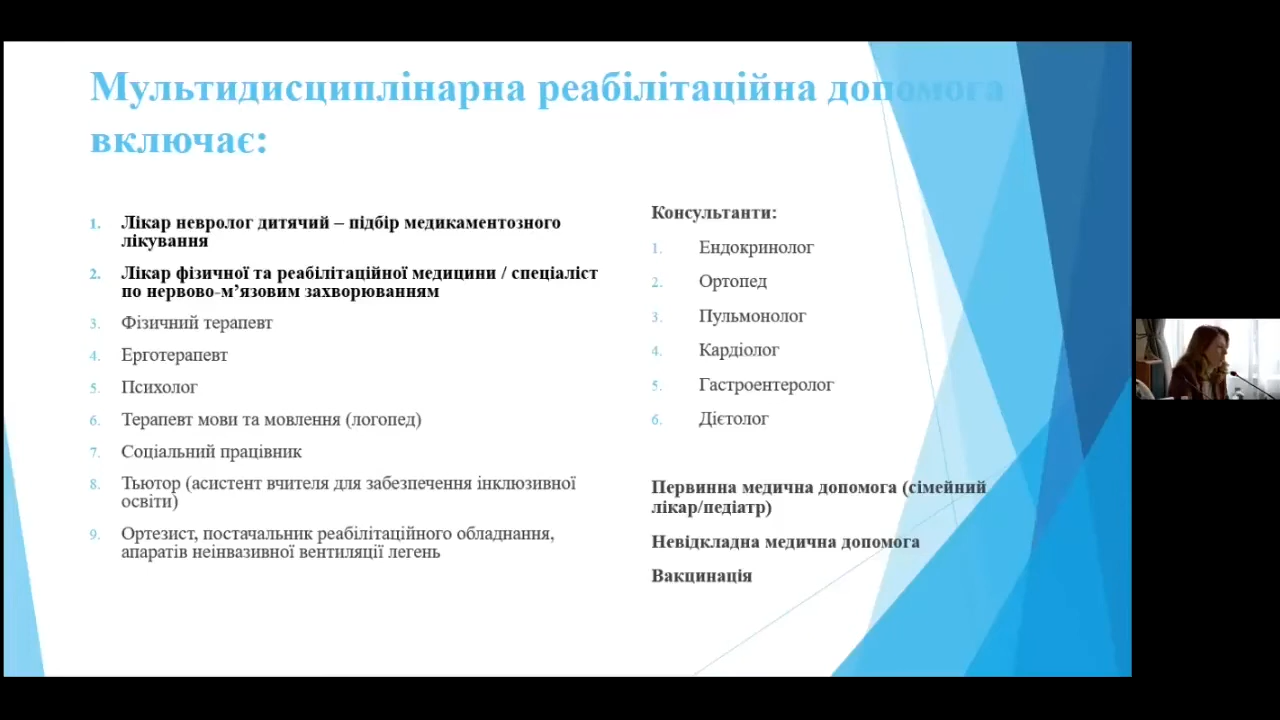 Мультидисциплінарна реабілітаційна допомога
включає:
1. Лікар невролог дитячий – підбір медикаментозного
лікування
2. Лікар фізичної та реабілітаційної медицини / спеціаліст
по нервово-м’язовим захворюванням
3. Фізичний терапевт
4. Ерготерапевт
5. Психолог
6. Терапевт мови та мовлення (логопед)
7. Соціальний працівник
8. Тьютор (асистент вчителя для забезпечення інклюзивної
освіти)
9. Ортезист, постачальник реабілітаційного обладнання,
апаратів неінвазивної вентиляції легень
Консультанти:
1. Ендокринолог
2. Ортопед
3. Пульмонолог
4. Кардіолог
5. Гастроентеролог
6. Дієтолог
Первинна медична допомога (сімейний
лікар/педіатр)
Невідкладна медична допомога
Вакцинація